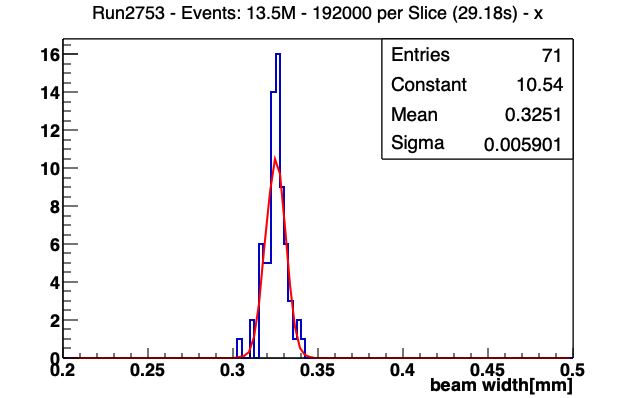 Run2753 - Events: 13.5M - 192000 per Slice (29.18s) - x
Entries 71
Constant 10.54
Mean 0.3251
Sigma 0.005901
16
14
12
10
8
6
4
2
0
0.2 0.25 0.3 0.35 0.4 0.45 0.5
beam width[mm]